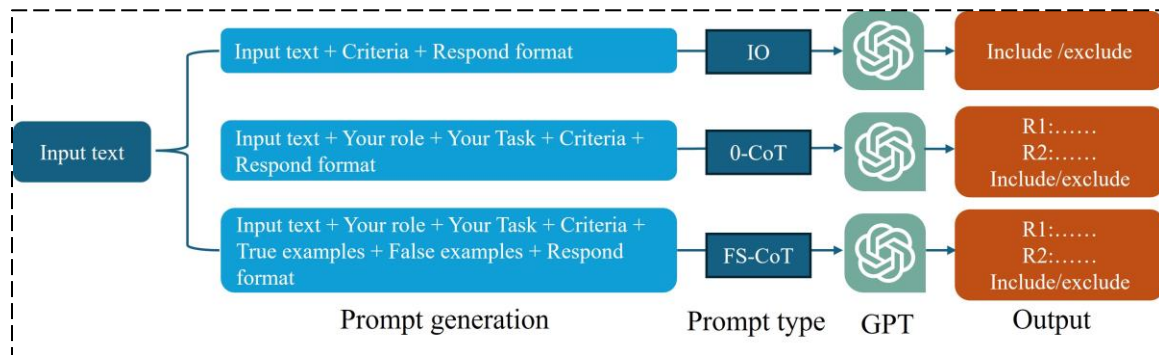 Input text
Input text + Criteria + Respond format
IO
Include /exclude
Input text + Your role + Your Task + Criteria +
Respond format
0-CoT
R1:……
R2:……
Include/exclude
Input text + Your role + Your Task + Criteria +
True examples + False examples + Respond
format
FS-CoT
R1:……
R2:……
Include/exclude
Prompt generation
Prompt type
GPT
Output